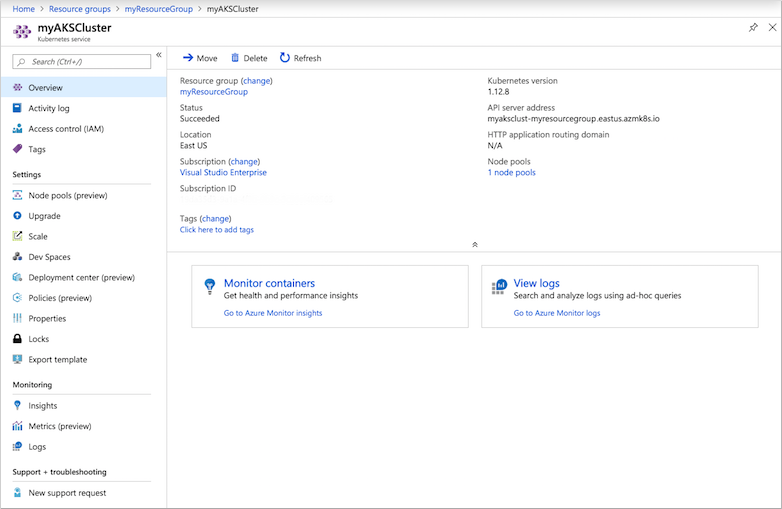 Home > Resource groups > myResourceGroup > myAKSCluster
myAKSCluster
Kubernetes service
Search (Ctrl+/)
«
Overview
Activity log
Access control (IAM)
Tags
Settings
Node pools (preview)
Upgrade
Scale
Dev Spaces
Deployment center (preview)
Policies (preview)
Properties
Locks
Export template
Monitoring
Insights
Metrics (preview)
Logs
Support + troubleshooting
New support request
Move Delete Refresh
Resource group (change)
myResourceGroup
Status
Succeeded
Location
East US
Subscription (change)
Visual Studio Enterprise
Subscription ID
Tags (change)
Click here to add tags
Kubernetes version
1.12.8
API server address
myaksclust-myresourcegroup.eastus.azmk8s.io
HTTP application routing domain
N/A
Node pools
1 node pools
Monitor containers
Get health and performance insights
Go to Azure Monitor insights
View logs
Search and analyze logs using ad-hoc queries
Go to Azure Monitor logs